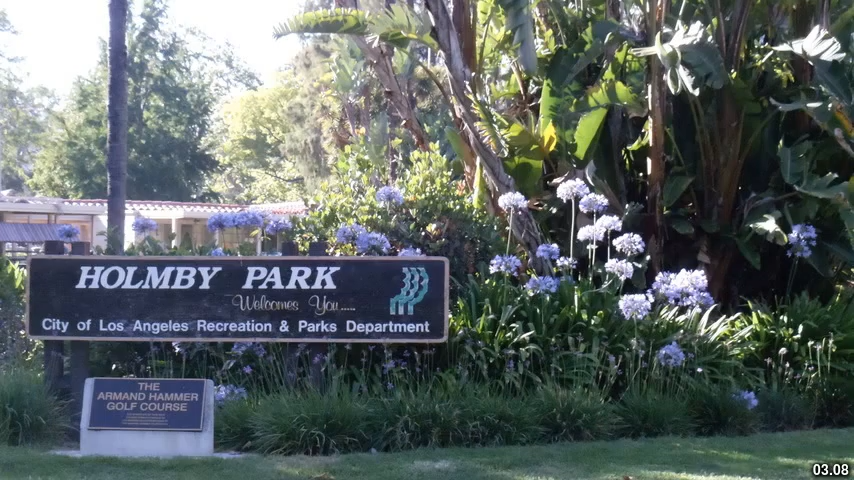 HOLMBY PARK
Welcomes You.....
City of Los Angeles Recreation & Parks Department
THE
ARMAND HAMMER
GOLF COURSE
03.08